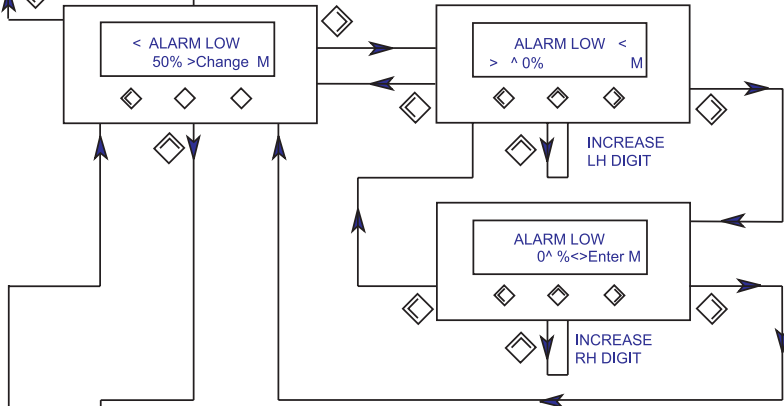 < ALARM LOW
50% >Change M
ALARM LOW <
> ^ 0% M
INCREASE
LH DIGIT
ALARM LOW
0^ %<>Enter M
INCREASE
RH DIGIT